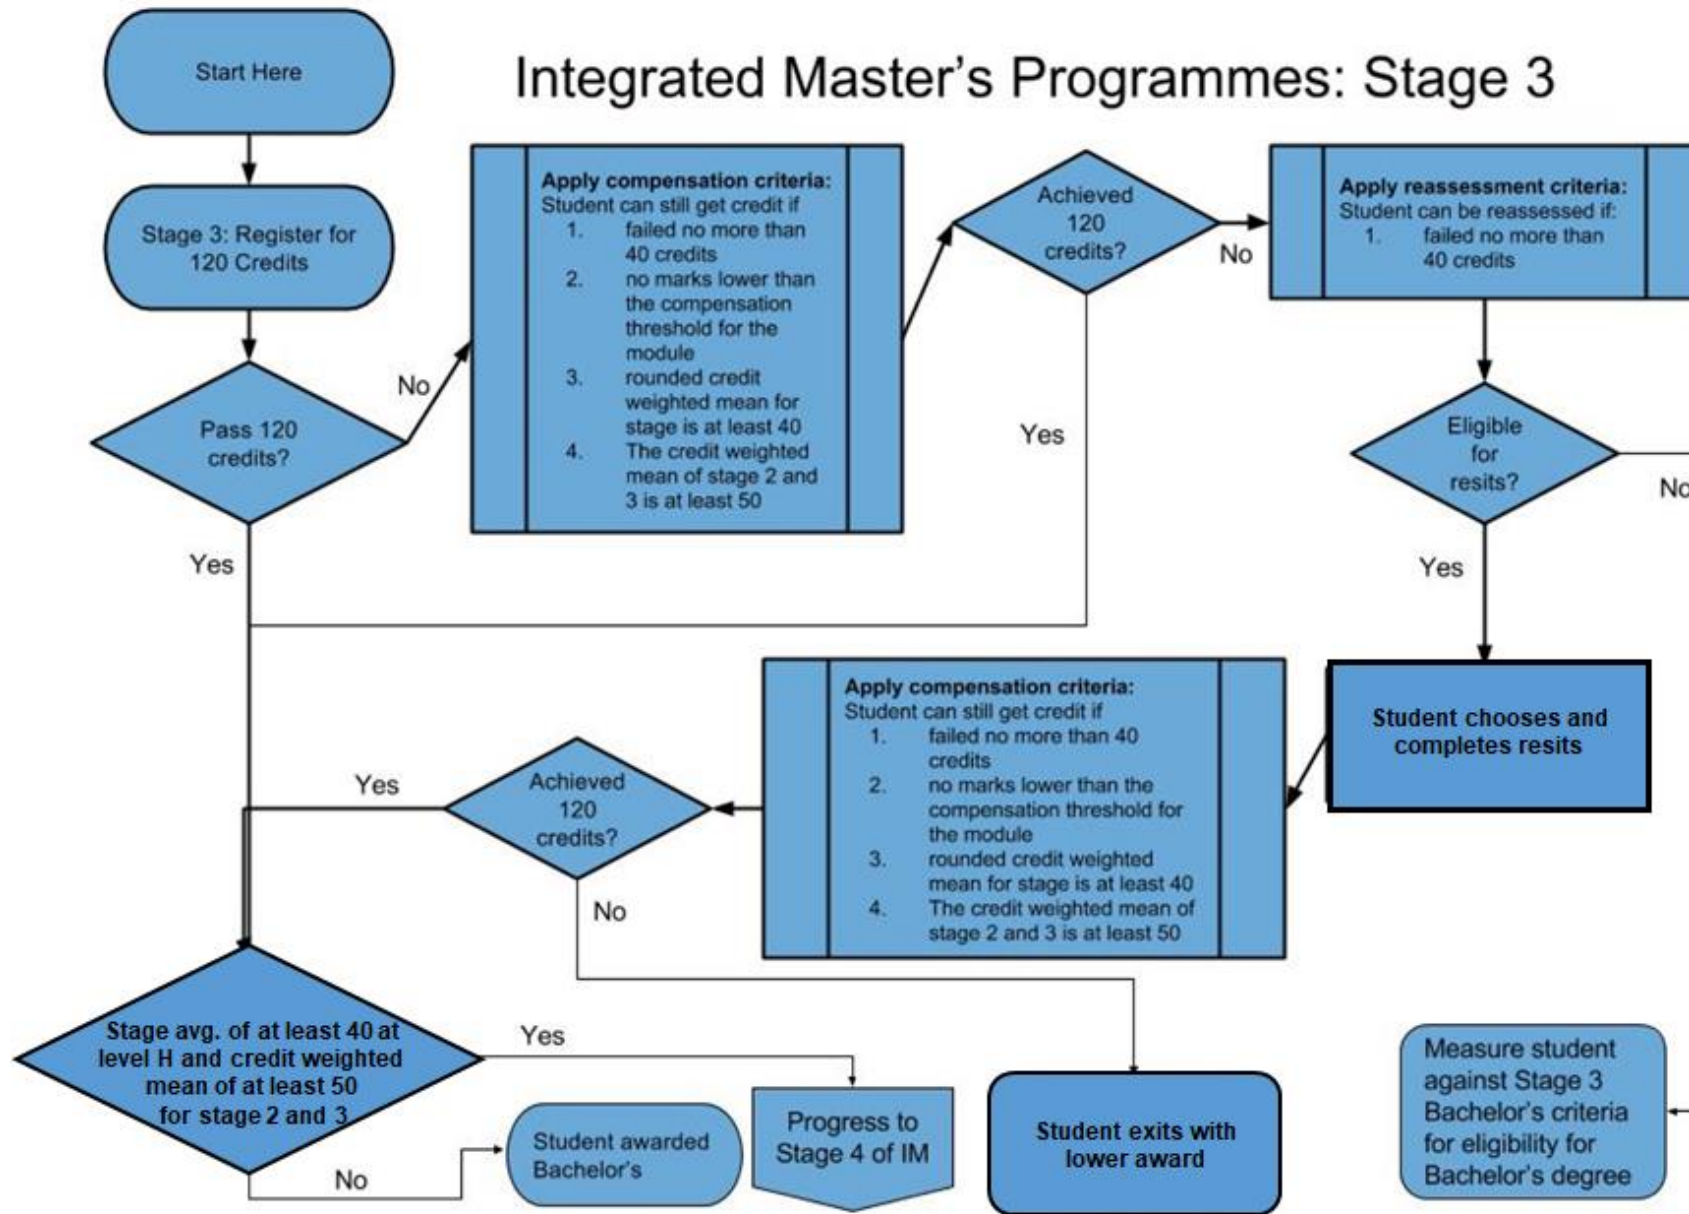 Start Here
Integrated Master's Programmes: Stage 3
Stage 3: Register for
120 Credits
Pass 120
credits?
No
Yes
Apply compensation criteria:
Student can still get credit if
1. failed no more than
40 credits
2. no marks lower than
the compensation
threshold for the
module
3. rounded credit
weighted mean for
stage is at least 40
4. The credit weighted
mean of stage 2 and
3 is at least 50
Achieved
120
credits?
No
Yes
Apply reassessment criteria:
Student can be reassessed if:
1. failed no more than
40 credits
Eligible
for
resits?
No
Yes
Student chooses and
completes resits
Apply compensation criteria:
Student can still get credit if
1. failed no more than 40
credits
2. no marks lower than the
compensation threshold for
the module
3. rounded credit weighted
mean for stage is at least 40
4. The credit weighted mean of
stage 2 and 3 is at least 50
Achieved
120
credits?
Yes
No
Stage avg. of at least 40 at
level H and credit weighted
mean of at least 50
for stage 2 and 3
Yes
No
Student awarded
Bachelor's
Progress to
Stage 4 of IM
Student exits with
lower award
Measure student
against Stage 3
Bachelor's criteria
for eligibility for
Bachelor's degree